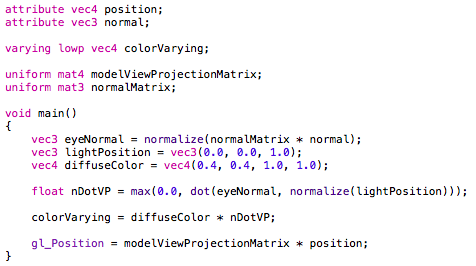 attribute vec4 position;
attribute vec3 normal;
varying lowp vec4 colorVarying;
uniform mat4 modelViewProjectionMatrix;
uniform mat3 normalMatrix;
void main()
{
    vec3 eyeNormal = normalize(normalMatrix * normal);
    vec3 lightPosition = vec3(0.0, 0.0, 1.0);
    vec4 diffuseColor = vec4(0.4, 0.4, 1.0, 1.0);
    float nDotVP = max(0.0, dot(eyeNormal, normalize(lightPosition)));
    colorVarying = diffuseColor * nDotVP;
    gl_Position = modelViewProjectionMatrix * position;
}